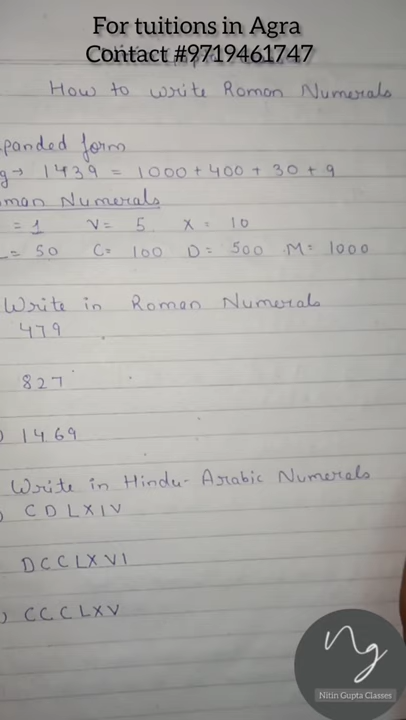 For tuitions in Agra
Contact #9719461747
How to write Roman Numerals
panded form
g→ 1439 = 1000 + 400 + 30 + 9
man Numerals
= 1 V= 5 X = 10
= 50 C= 100 D= 500 M= 1000
Write in Roman Numerals
479
827
) 1469
Write in Hindu-Arabic Numerals
) CDLXIV
DCCLXVI
) CCCLXV
ng
Nitin Gupta Classes